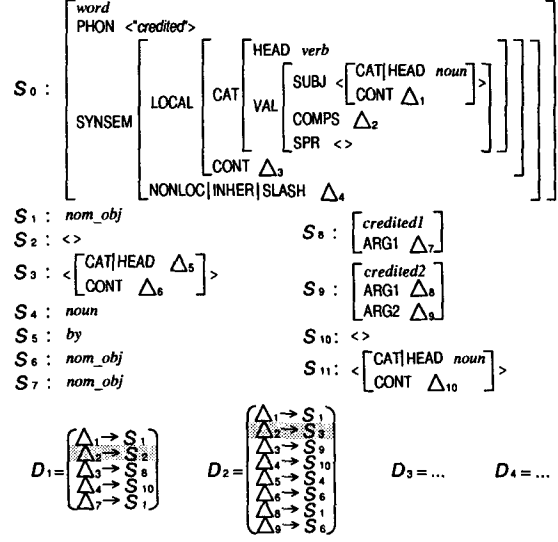 word
PHON <"credited">
HEAD verb
SUBJ < CAT|HEAD noun >
CONT △1
S0 : SYNSEM LOCAL CAT VAL
COMPS △2
SPR <>
CONT △3
NONLOC|INHER|SLASH △4
S1 : nom_obj
S2 : <>
S3 : < CAT|HEAD △5 >
CONT △6
S4 : noun
S5 : by
S6 : nom_obj
S7 : nom_obj
S8 : credited1
ARG1 △7
S9 : credited2
ARG1 △8
ARG2 △9
S10 : <>
S11 : < CAT|HEAD noun >
CONT △10
D1 = △1 → S1
△2 → S2
△3 → S8
△4 → S10
△7 → S1
D2 = △1 → S1
△2 → S3
△3 → S9
△4 → S10
△5 → S4
△6 → S6
△8 → S1
△9 → S6
D3 = ...
D4 = ...